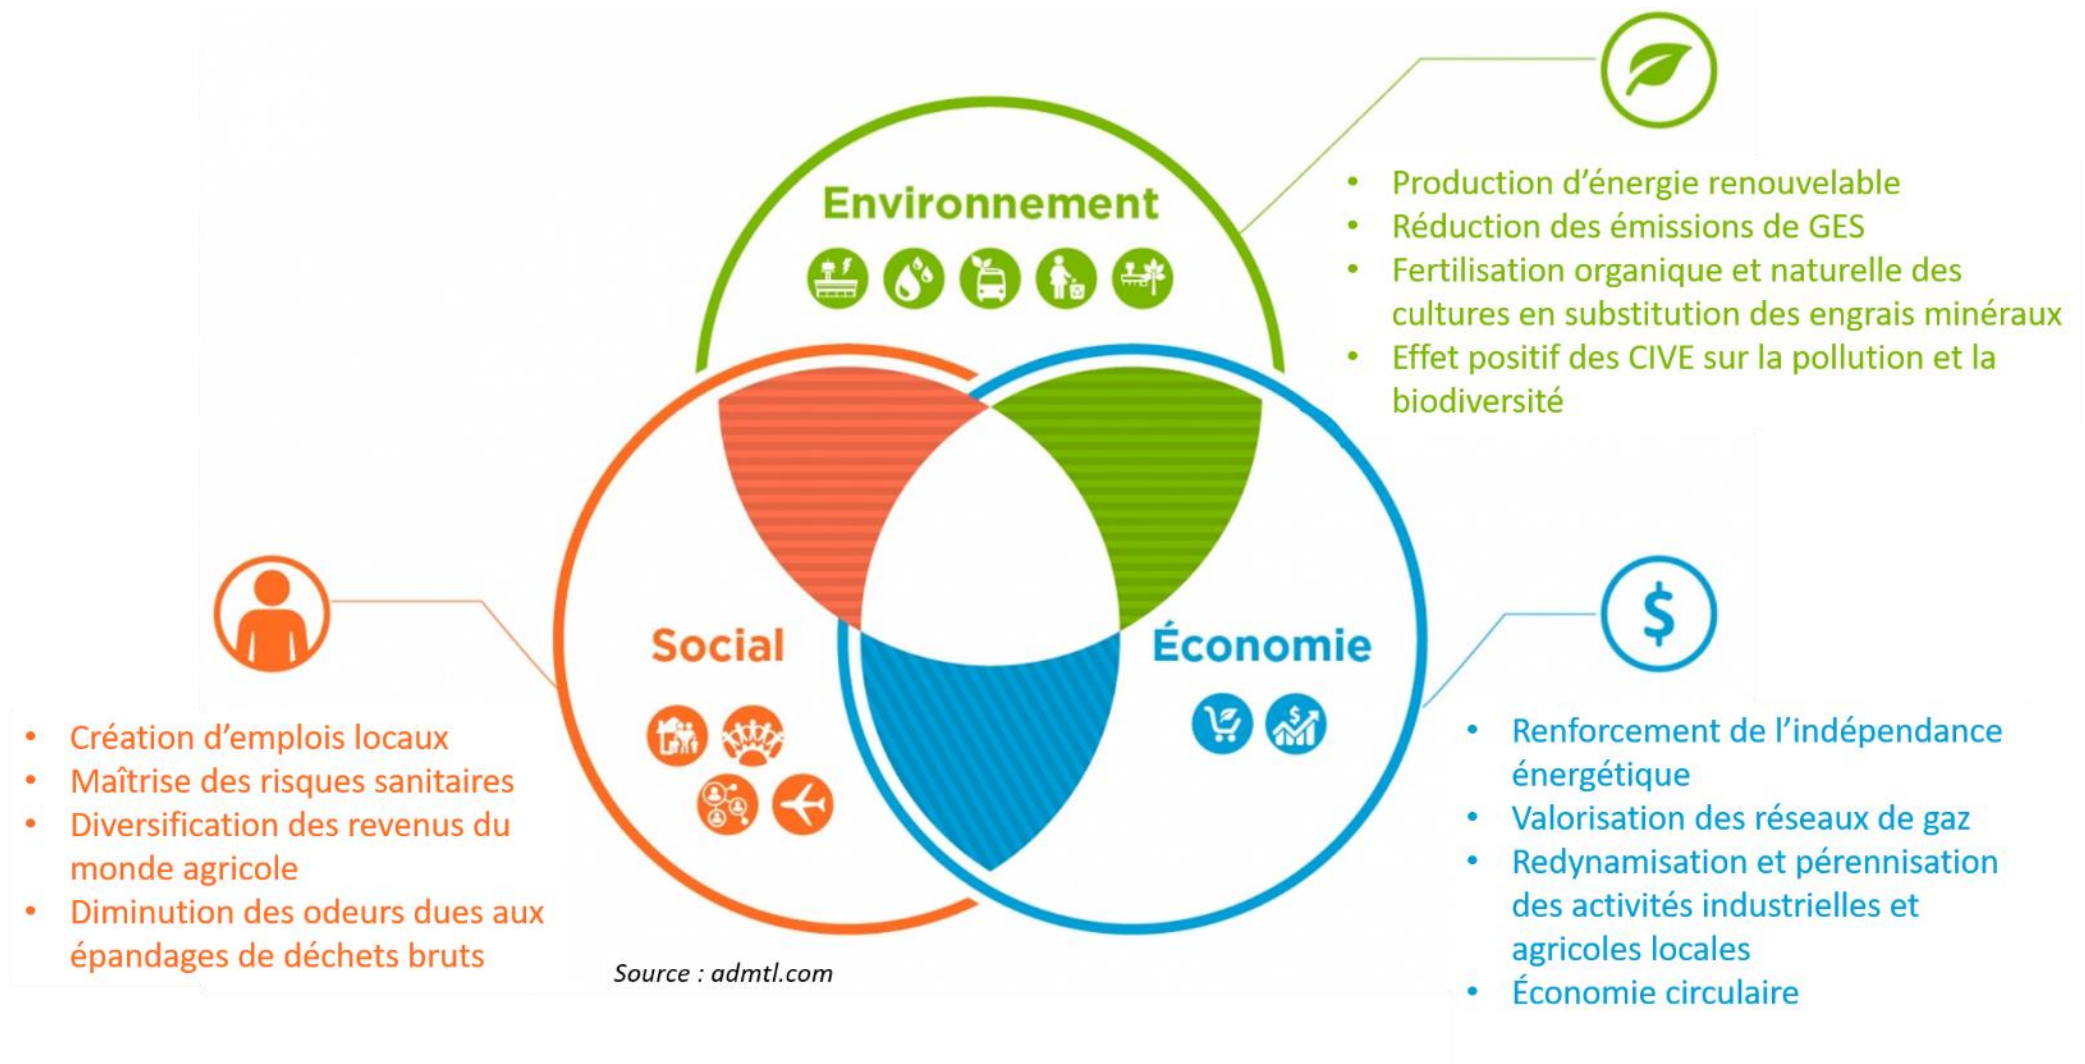 Environnement
• Production d’énergie renouvelable
• Réduction des émissions de GES
• Fertilisation organique et naturelle des
cultures en substitution des engrais minéraux
• Effet positif des CIVE sur la pollution et la
biodiversité
Social
• Création d’emplois locaux
• Maîtrise des risques sanitaires
• Diversification des revenus du
monde agricole
• Diminution des odeurs dues aux
épandages de déchets bruts
Économie
$
• Renforcement de l’indépendance
énergétique
• Valorisation des réseaux de gaz
• Redynamisation et pérennisation
des activités industrielles et
agricoles locales
• Économie circulaire
Source : admtl.com